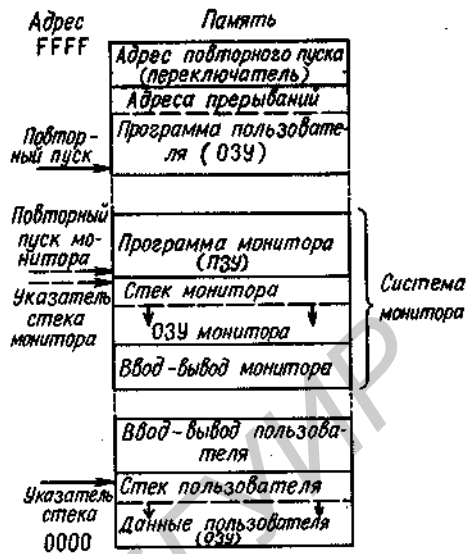 Адрес
FFFF
Память
Адрес повторного пуска
(переключатель)
Адреса прерываний
Программа пользовате-
ля (ОЗУ)
Повтор-
ный пуск
Повторный
пуск мо-
нитора
Указатель
стека
монитора
Программа монитора
(ПЗУ)
Стек монитора
ОЗУ монитора
Ввод-вывод монитора
Система
монитора
Ввод-вывод пользова-
теля
Стек пользователя
Данные пользователя
(ОЗУ)
Указатель
стека
0000
ГУИР